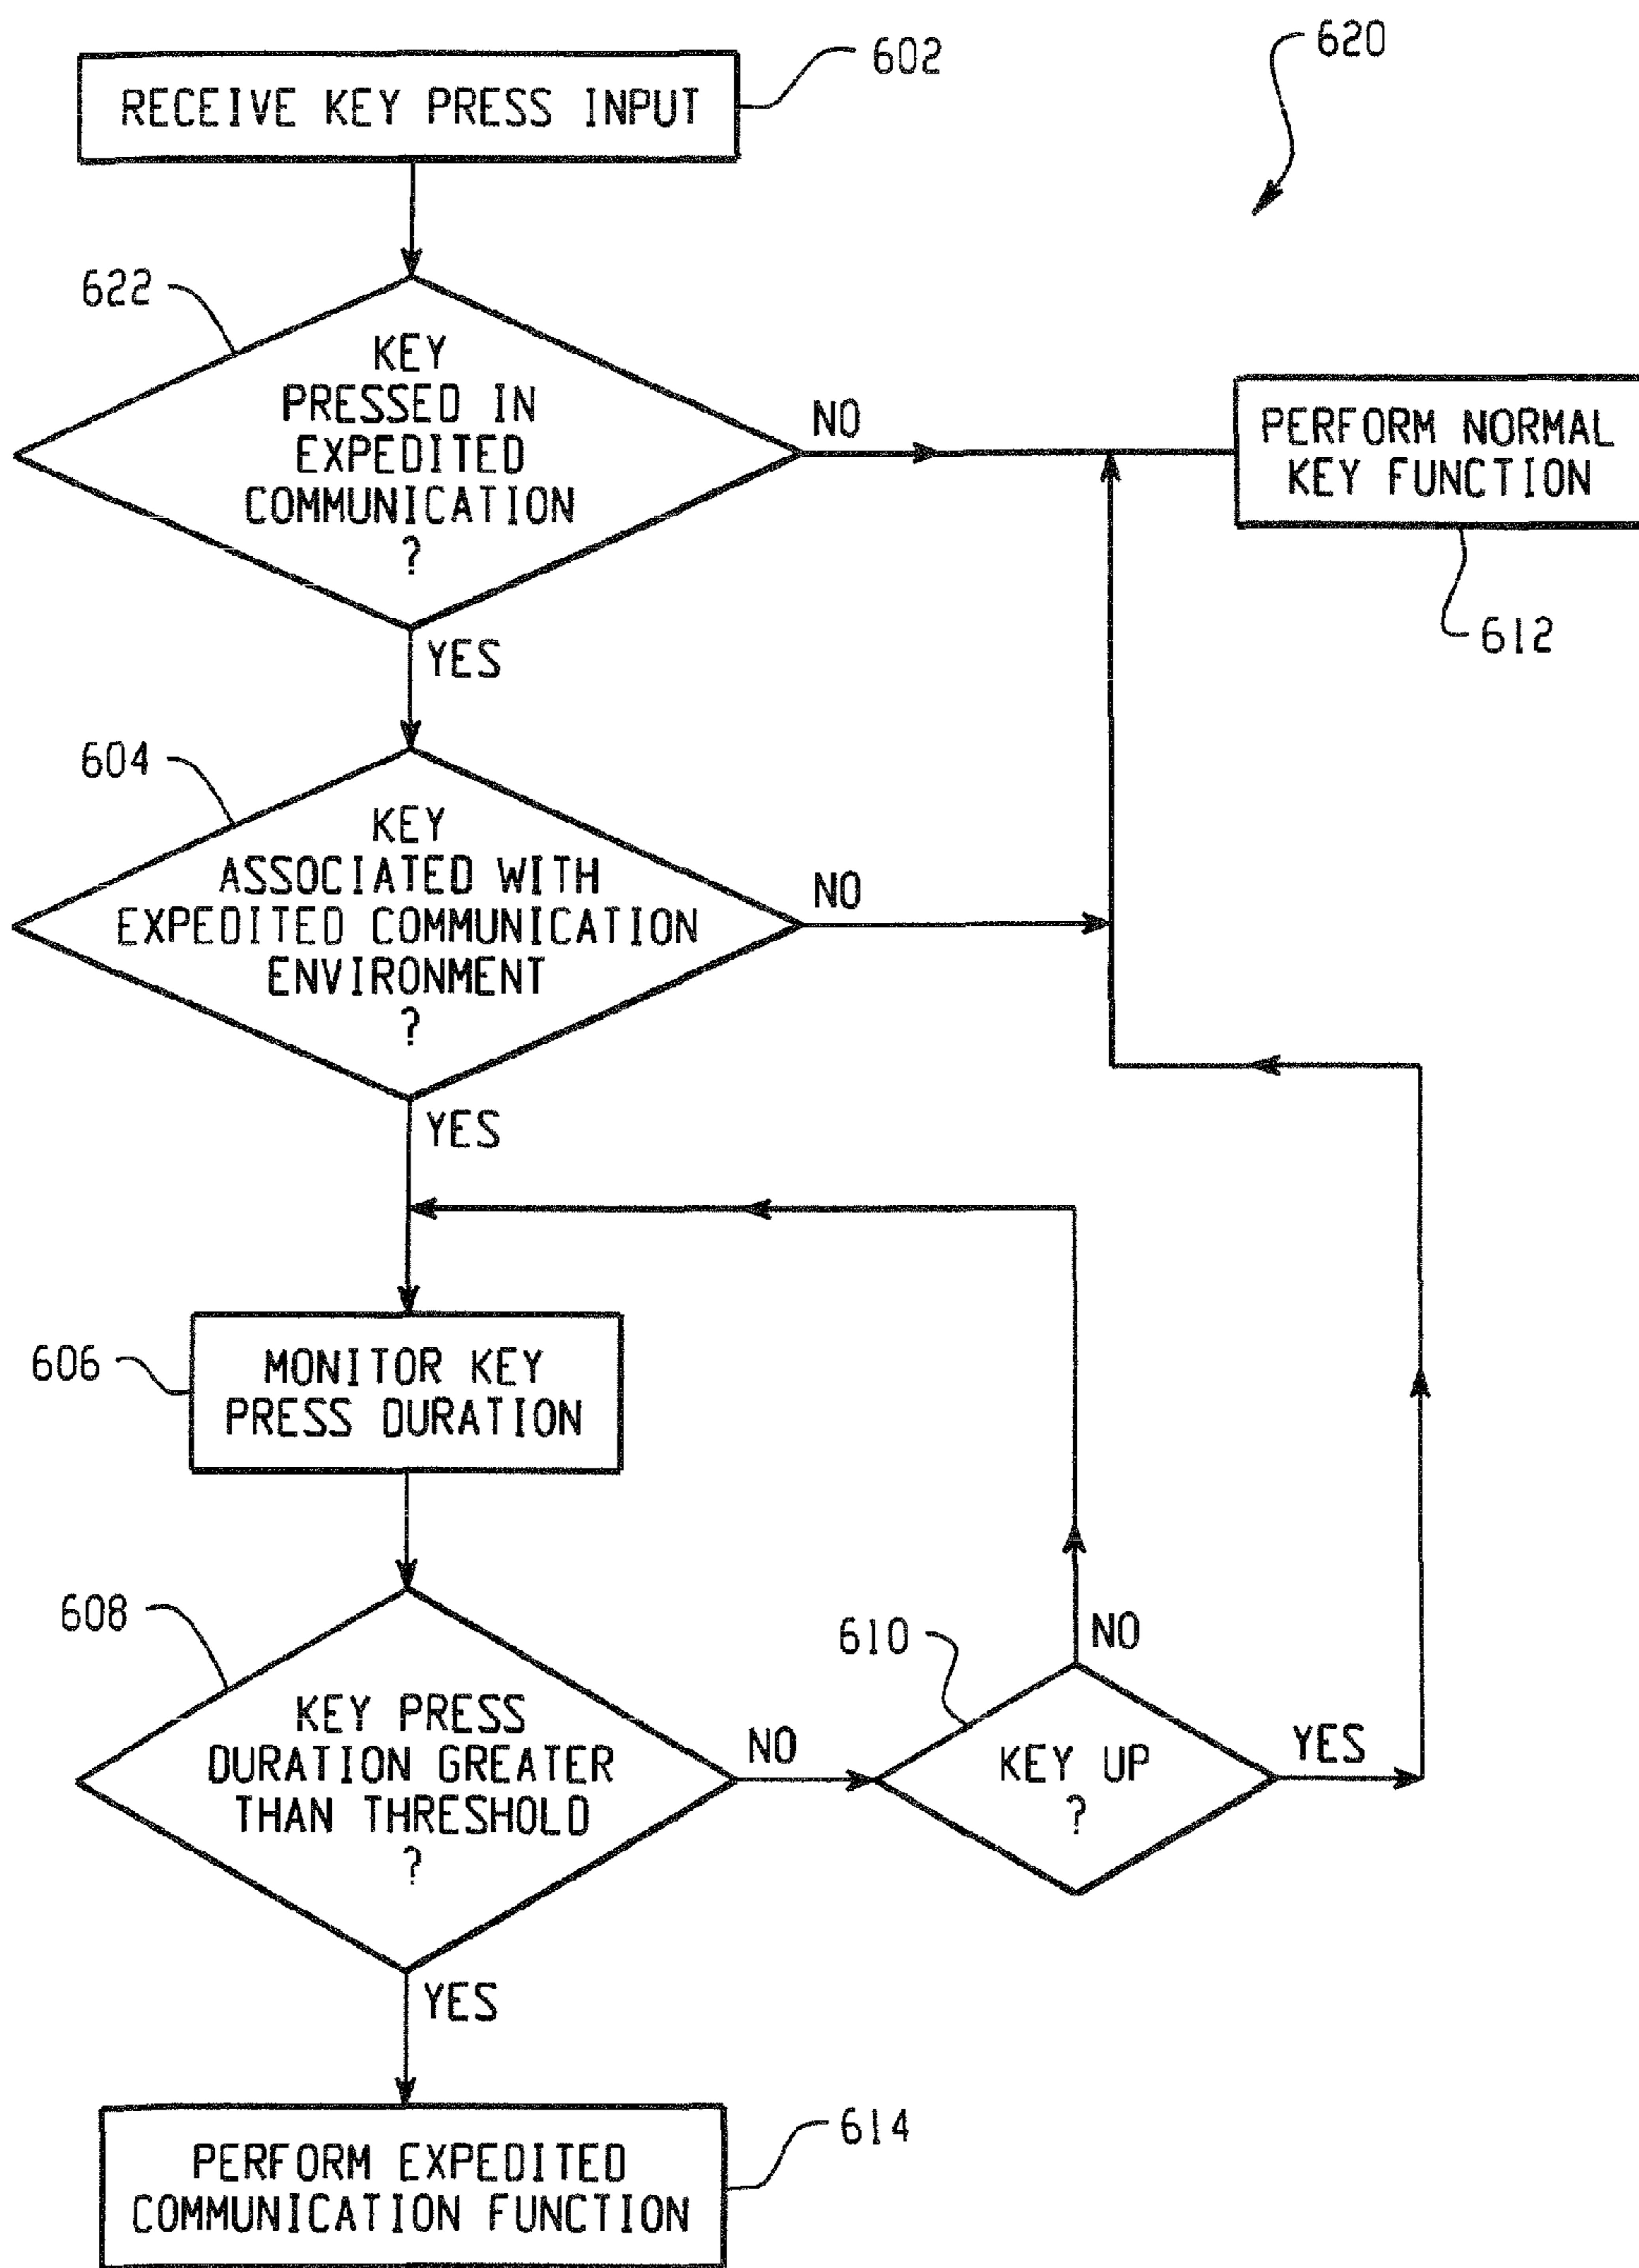 620
602
RECEIVE KEY PRESS INPUT
622
KEY
PRESSED IN
EXPEDITED
COMMUNICATION
?
NO
YES
PERFORM NORMAL
KEY FUNCTION
612
604
KEY
ASSOCIATED WITH
EXPEDITED COMMUNICATION
ENVIRONMENT
?
NO
YES
606
MONITOR KEY
PRESS DURATION
608
KEY PRESS
DURATION GREATER
THAN THRESHOLD
?
NO
YES
610
KEY UP
?
NO
YES
614
PERFORM EXPEDITED
COMMUNICATION FUNCTION